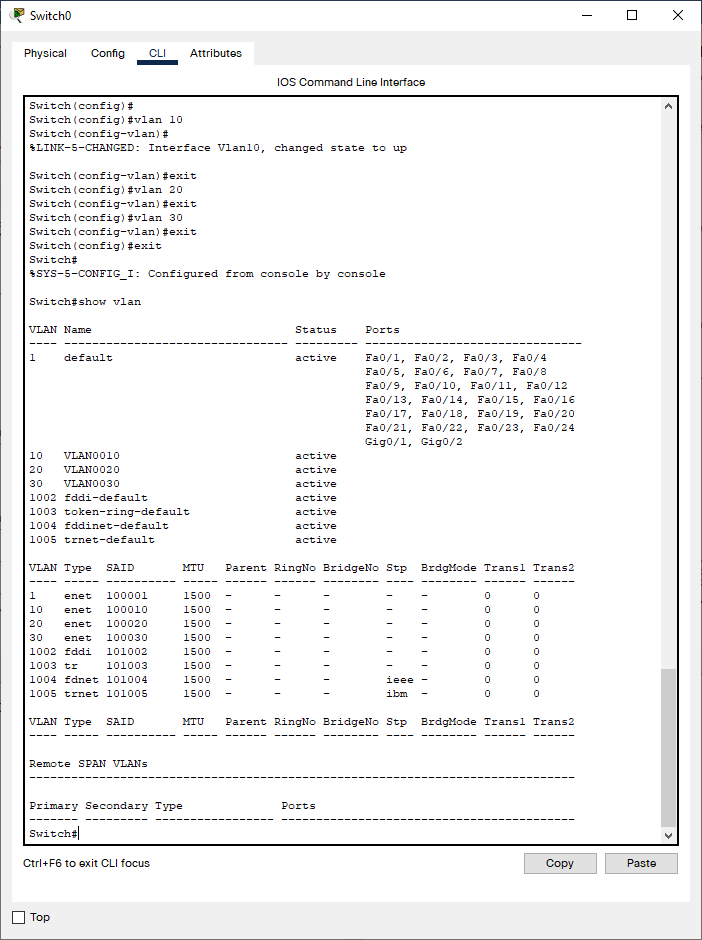 Switch0
Physical Config CLI Attributes
IOS Command Line Interface
Switch(config)#
Switch(config)#vlan 10
Switch(config-vlan)#
%LINK-5-CHANGED: Interface Vlan10, changed state to up
Switch(config-vlan)#exit
Switch(config)#vlan 20
Switch(config-vlan)#exit
Switch(config)#vlan 30
Switch(config-vlan)#exit
Switch(config)#exit
Switch#
%SYS-5-CONFIG_I: Configured from console by console
Switch#show vlan
VLAN Name                             Status    Ports
---- -------------------------------- --------- -------------------------------
1    default                          active    Fa0/1, Fa0/2, Fa0/3, Fa0/4
                                                Fa0/5, Fa0/6, Fa0/7, Fa0/8
                                                Fa0/9, Fa0/10, Fa0/11, Fa0/12
                                                Fa0/13, Fa0/14, Fa0/15, Fa0/16
                                                Fa0/17, Fa0/18, Fa0/19, Fa0/20
                                                Fa0/21, Fa0/22, Fa0/23, Fa0/24
                                                Gig0/1, Gig0/2
10   VLAN0010                         active
20   VLAN0020                         active
30   VLAN0030                         active
1002 fddi-default                     active
1003 token-ring-default               active
1004 fddinet-default                  active
1005 trnet-default                    active
VLAN Type  SAID       MTU   Parent RingNo BridgeNo Stp  BrdgMode Trans1 Trans2
---- ----- ---------- ----- ------ ------ -------- ---- -------- ------ ------
1    enet  100001     1500  -      -      -        -    -        0      0
10   enet  100010     1500  -      -      -        -    -        0      0
20   enet  100020     1500  -      -      -        -    -        0      0
30   enet  100030     1500  -      -      -        -    -        0      0
1002 fddi  101002     1500  -      -      -        -    -        0      0
1003 tr    101003     1500  -      -      -        -    -        0      0
1004 fdnet 101004     1500  -      -      -        ieee -        0      0
1005 trnet 101005     1500  -      -      -        ibm  -        0      0
VLAN Type  SAID       MTU   Parent RingNo BridgeNo Stp  BrdgMode Trans1 Trans2
---- ----- ---------- ----- ------ ------ -------- ---- -------- ------ ------
Remote SPAN VLANs
------------------------------------------------------------------------------
Primary Secondary Type              Ports
------- --------- ----------------- ------------------------------------------
Switch#
Ctrl+F6 to exit CLI focus
Copy Paste
Top